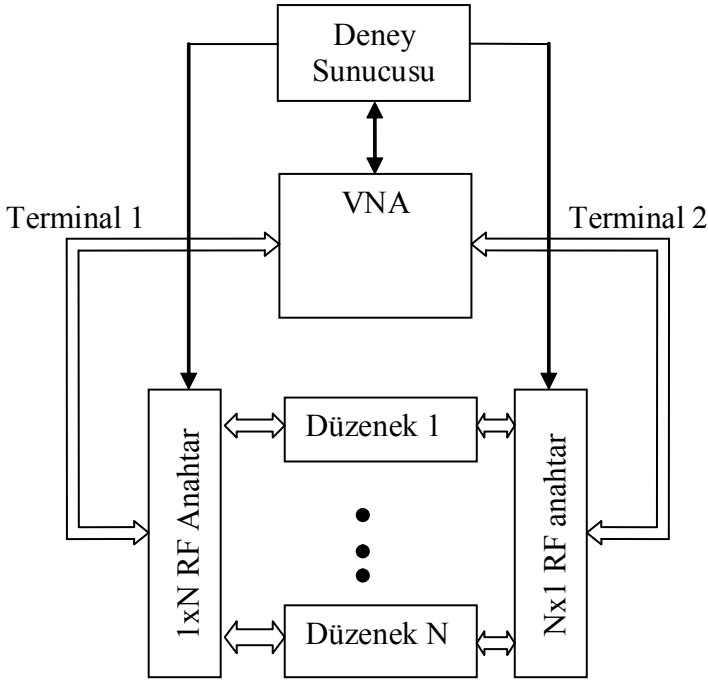 Deney
Sunucusu
VNA
Terminal 1
Terminal 2
1xN RF Anahtar
Düzenek 1
Nx1 RF anahtar
Düzenek N